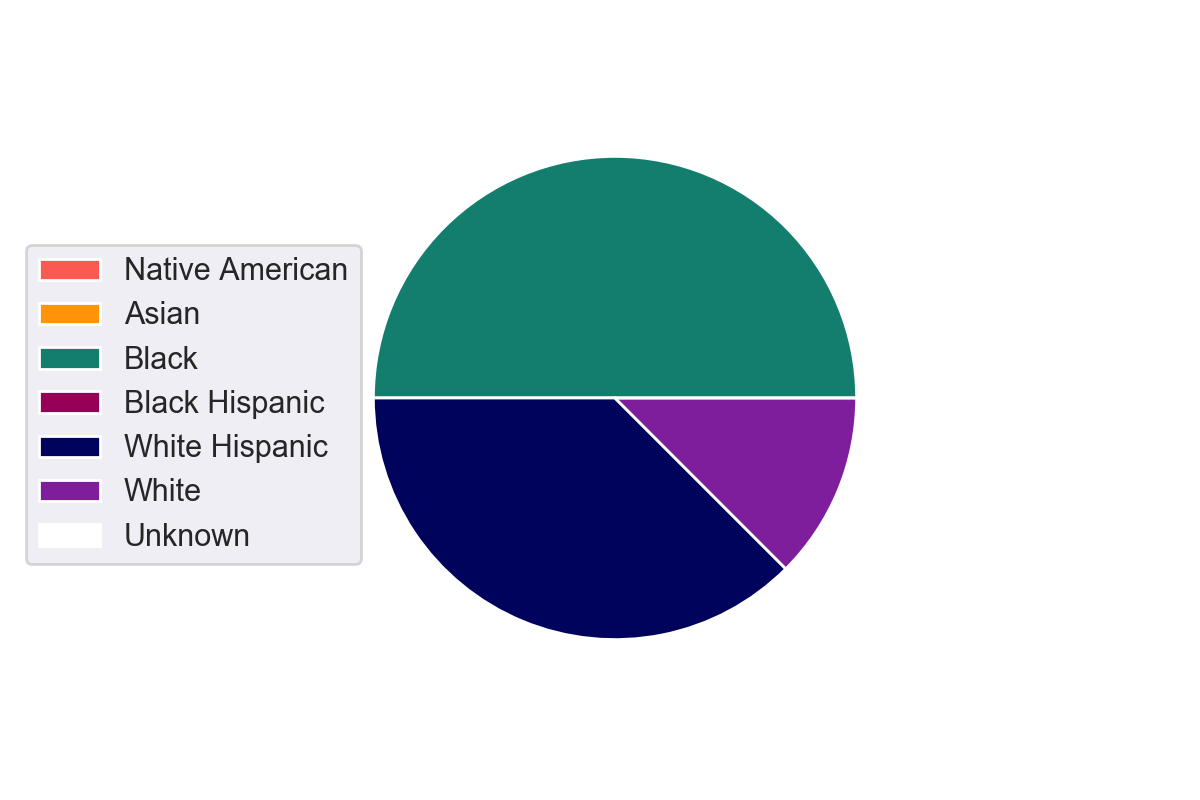 Native American
Asian
Black
Black Hispanic
White Hispanic
White
Unknown